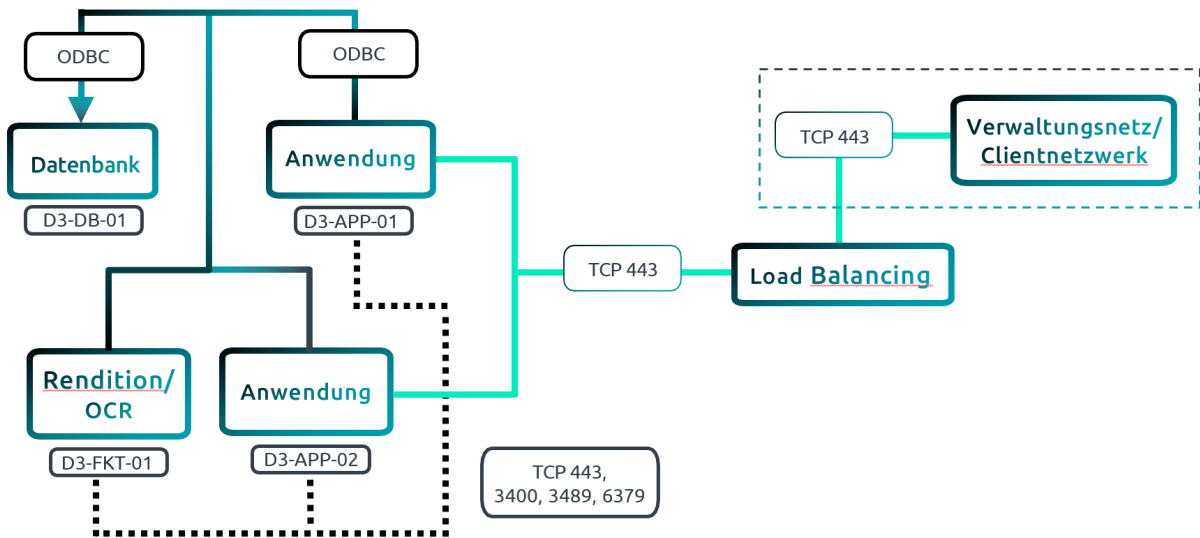 ODBC
ODBC
Datenbank
D3-DB-01
Anwendung
D3-APP-01
TCP 443
Verwaltungsnetz/
Clientnetzwerk
TCP 443
Load Balancing
Rendition/
OCR
D3-FKT-01
Anwendung
D3-APP-02
TCP 443,
3400, 3489, 6379